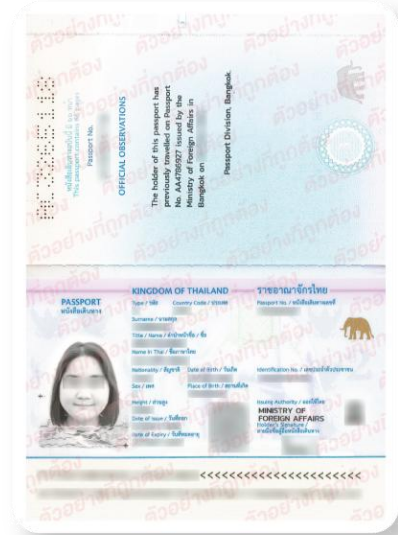 หนังสือเดินทางฉบับนี้ มี 50 หน้า
This passport contains 50 pages
Passport No.
OFFICIAL OBSERVATIONS
The holder of this passport has
previously travelled on Passport
No. AA4786927 issued by the
Ministry of Foreign Affairs in
Bangkok on
Passport Division, Bangkok.
PASSPORT
หนังสือเดินทาง
KINGDOM OF THAILAND
ราชอาณาจักรไทย
Type / รหัส Country Code / ประเทศ Passport No. / หนังสือเดินทางเลขที่
Surname / นามสกุล
Title / Name / คำนำหน้าชื่อ / ชื่อ
Name in Thai / ชื่อภาษาไทย
Nationality / สัญชาติ Date of Birth / วันเกิด Identification No. / เลขประจำตัวประชาชน
Sex / เพศ Place of Birth / สถานที่เกิด
Height / ส่วนสูง Issuing Authority / ออกให้โดย
MINISTRY OF
FOREIGN AFFAIRS
Date of Issue / วันที่ออก Holder's Signature /
ลายมือชื่อผู้ถือหนังสือเดินทาง
Date of Expiry / วันที่หมดอายุ
<<<<<<<<<<<<<<<<<<<<<<<<
ตัวอย่างที่ถูกต้อง